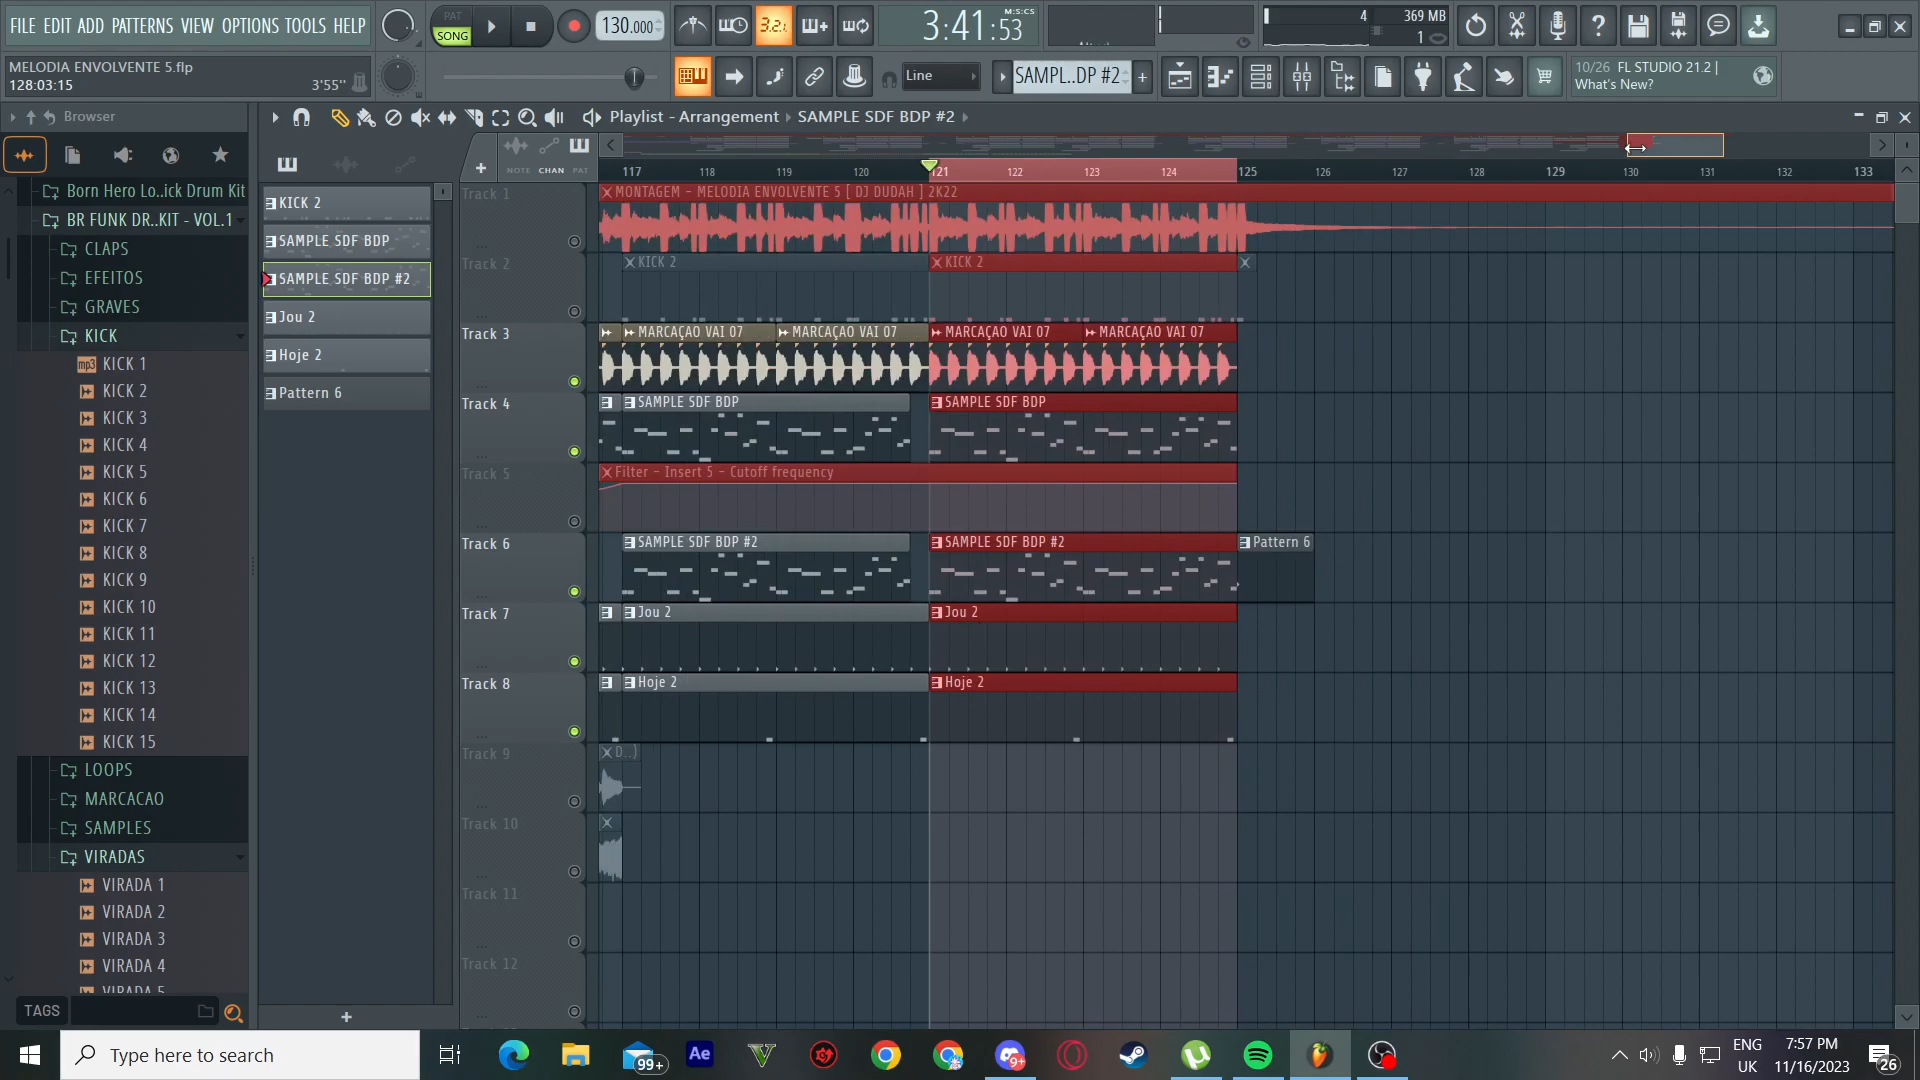 FILE EDIT ADD PATTERNS VIEW OPTIONS TOOLS HELP
PAT
SONG
130.000
3.2
3:41:53
M:S:CS
4
369 MB
1
MELODIA ENVOLVENTE 5.flp
128:03:15
3'55"
Line
SAMPL..DP #2
10/26 FL STUDIO 21.2 |
What's New?
Browser
Playlist - Arrangement
SAMPLE SDF BDP #2
NOTE CHAN PAT
Born Hero Lo..ick Drum Kit
BR FUNK DR..KIT - VOL.1
CLAPS
EFEITOS
GRAVES
KICK
mp3 KICK 1
KICK 2
KICK 3
KICK 4
KICK 5
KICK 6
KICK 7
KICK 8
KICK 9
KICK 10
KICK 11
KICK 12
KICK 13
KICK 14
KICK 15
LOOPS
MARCACAO
SAMPLES
VIRADAS
VIRADA 1
VIRADA 2
VIRADA 3
VIRADA 4
VIRADA 5
TAGS
KICK 2
SAMPLE SDF BDP
SAMPLE SDF BDP #2
Jou 2
Hoje 2
Pattern 6
117 118 119 120 121 122 123 124 125 126 127 128 129 130 131 132 133
Track 1
MONTAGEM - MELODIA ENVOLVENTE 5 [ DJ DUDAH ] 2K22
Track 2
KICK 2
KICK 2
Track 3
MARCAÇAO VAI 07
MARCAÇAO VAI 07
MARCAÇAO VAI 07
MARCAÇAO VAI 07
Track 4
SAMPLE SDF BDP
SAMPLE SDF BDP
Track 5
Filter - Insert 5 - Cutoff frequency
Track 6
SAMPLE SDF BDP #2
SAMPLE SDF BDP #2
Pattern 6
Track 7
Jou 2
Jou 2
Track 8
Hoje 2
Hoje 2
Track 9
D..)
Track 10
Track 11
Track 12
Type here to search
99+
Ae
9+
ENG
UK
7:57 PM
11/16/2023
26